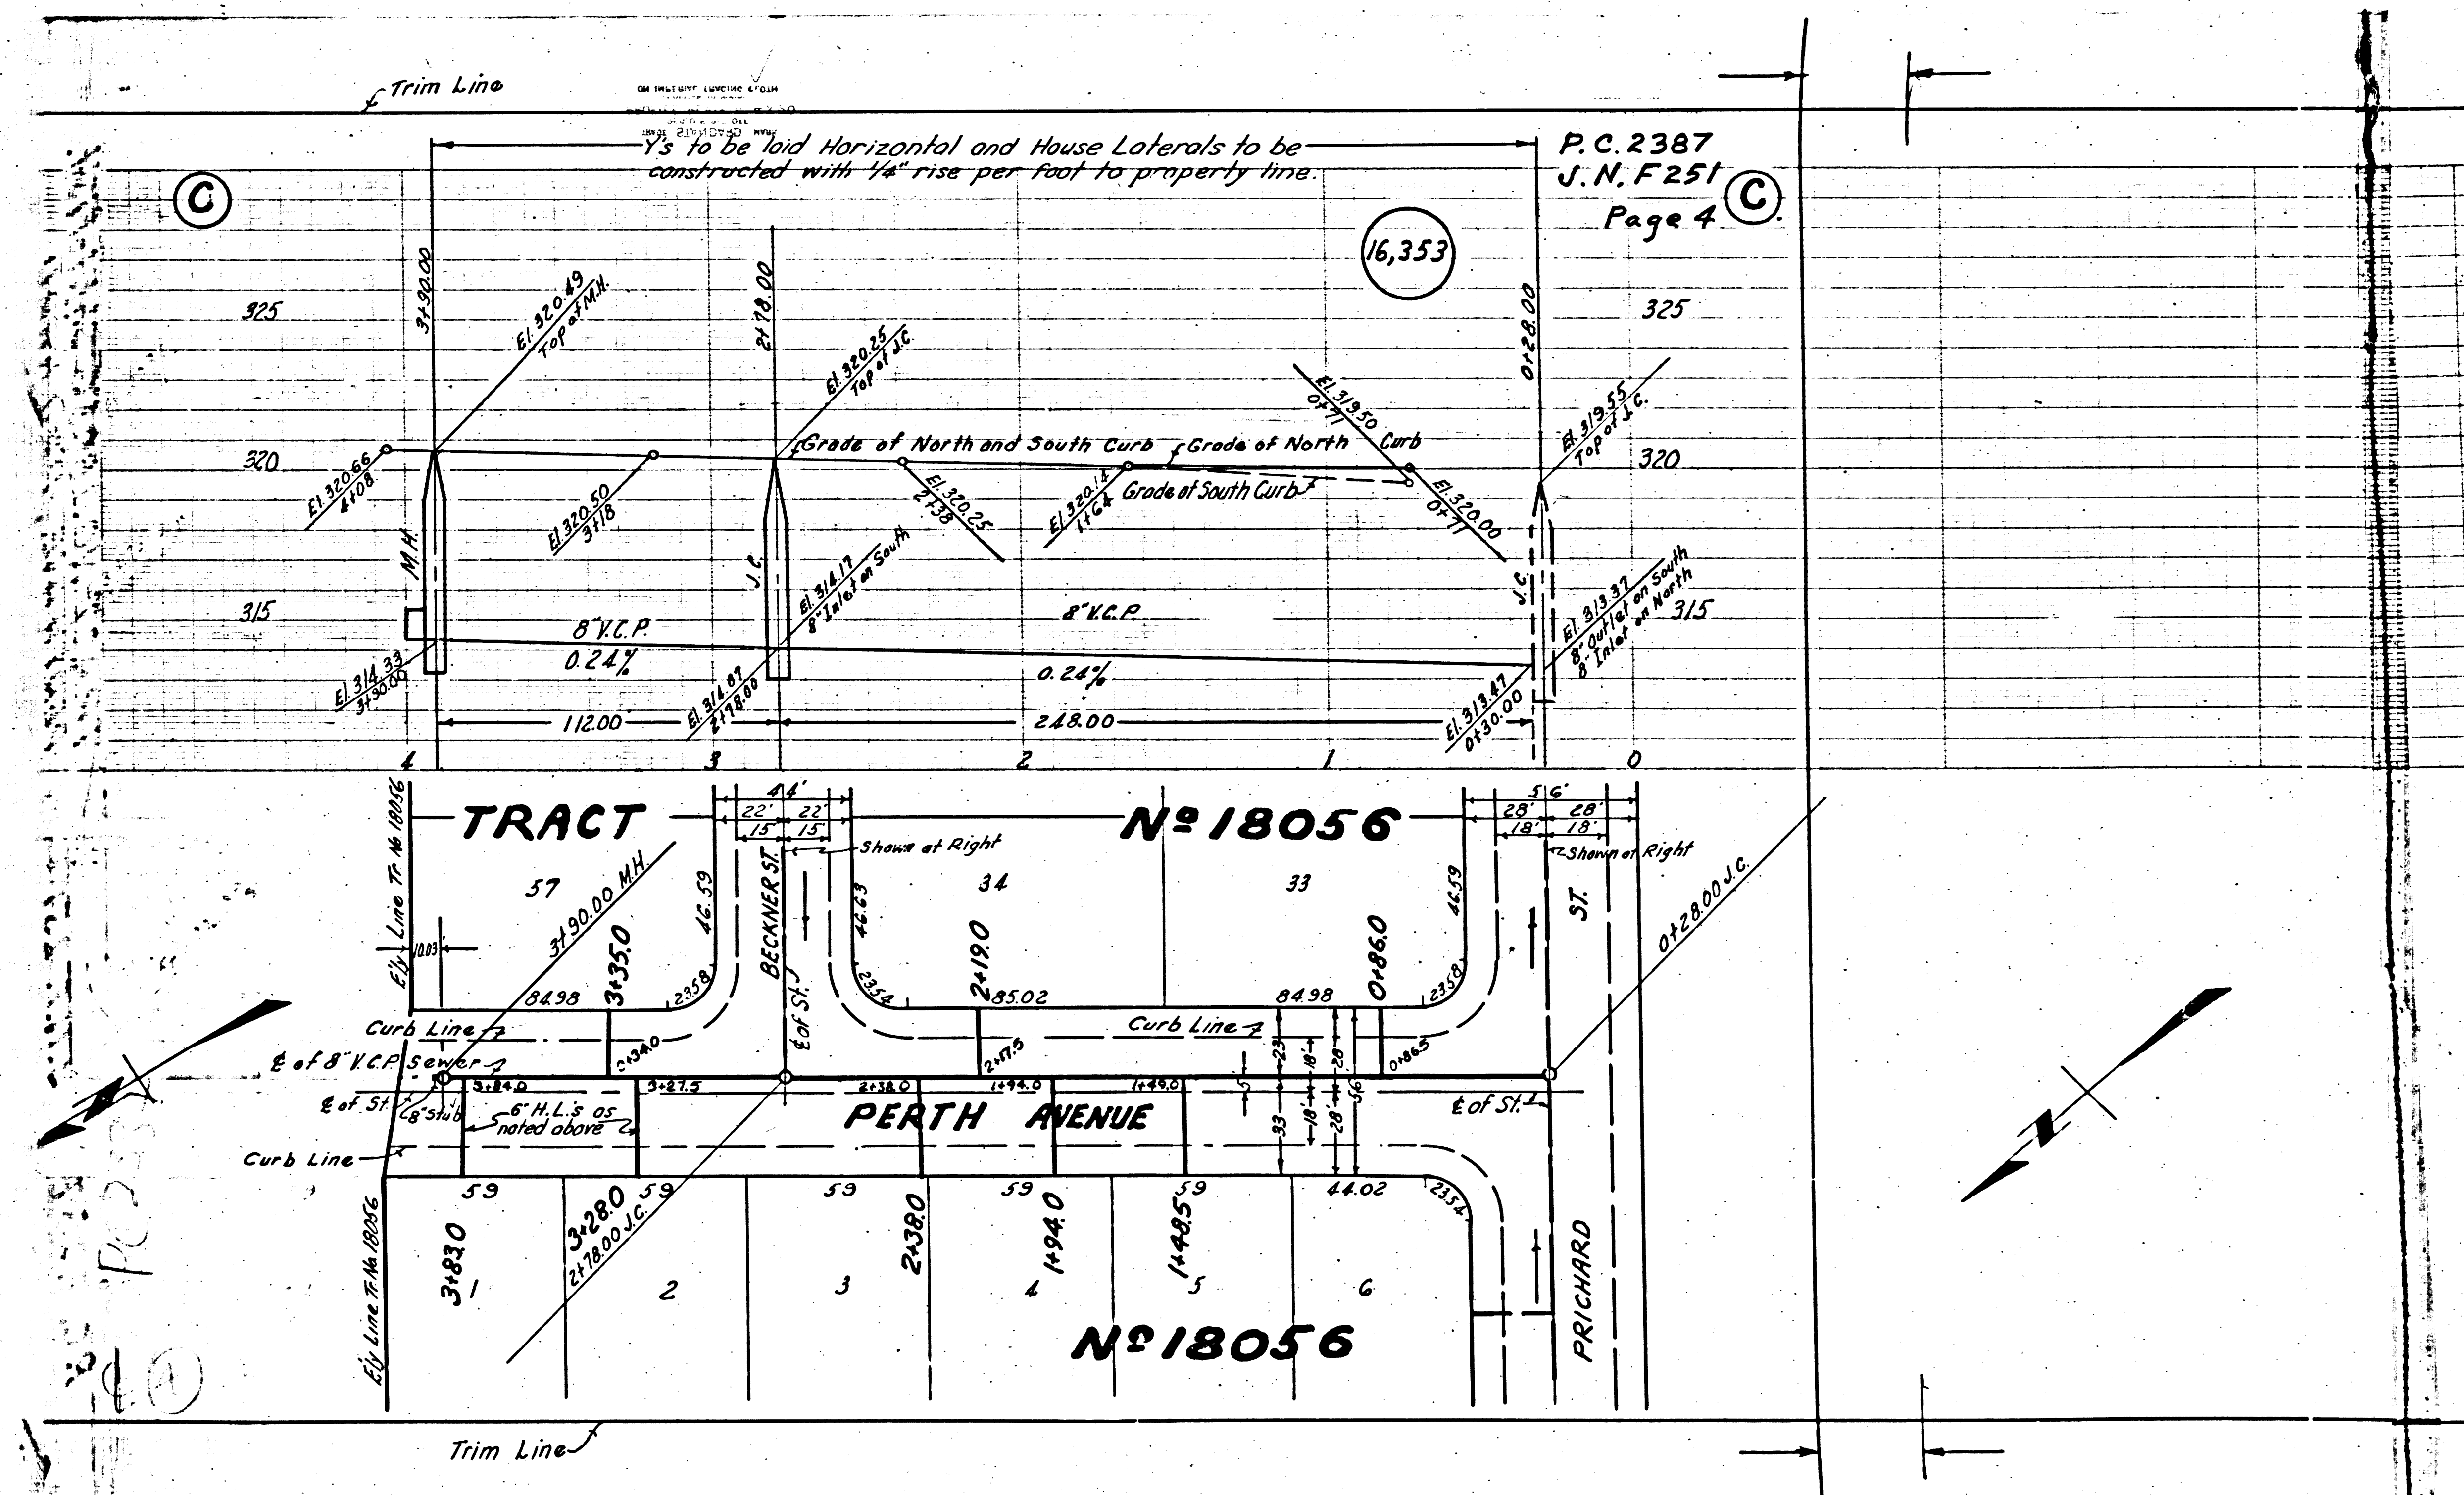 Trim Line
Y's to be laid Horizontal and House Laterals to be
constructed with 1/4" rise per foot to property line.
P.C. 2387
J.N. F251
Page 4
C
C
16,353
3+90.00
2+78.00
0+28.00
325
325
El. 320.49
Top of M.H.
El. 320.25
Top of J.C.
El. 319.50
0+71
El. 319.55
Top of J.C.
Grade of North and South Curb
Grade of North Curb
320
320
El. 320.66
4+08
El. 320.50
3+18
El. 320.25
2+38
El. 320.14
1+64
Grade of South Curb
El. 320.00
0+71
M.H.
J.C.
J.C.
El. 314.17
8" Inlet on South
El. 313.37
8" Outlet on South
8" Inlet on North
315
315
8" V.C.P.
0.24%
8" V.C.P.
0.24%
El. 314.33
3+90.00
El. 314.07
2+78.00
El. 313.47
0+30.00
112.00
248.00
4
3
2
1
0
TRACT
Nº 18056
44'
22' 22'
15' 15'
56'
28' 28'
18' 18'
Shown at Right
Shown at Right
E'ly Line Tr. No 18056
57
34
33
3+90.00 M.H.
46.59
BECKNER ST.
46.63
46.59
ST.
0+28.00 J.C.
10.03
3+35.0
2+19.0
0+86.0
84.98
23.58
℄ of St.
23.54
85.02
84.98
23.58
Curb Line
Curb Line
℄ of 8" V.C.P. Sewer
2+34.0
2+17.5
0+86.5
23
18'
28'
5
56'
3+84.0
3+27.5
2+38.0
1+94.0
1+49.0
℄ of St.
8" Stub
6" H.L.'s as
noted above
PERTH AVENUE
33
18'
28'
℄ of St.
Curb Line
59
59
59
59
59
44.02
23.54
E'ly Line Tr. No. 18056
3+83.0
3+28.0
2+78.00 J.C.
2+38.0
1+94.0
1+48.5
1
2
3
4
5
6
PRICHARD
Nº 18056
Trim Line